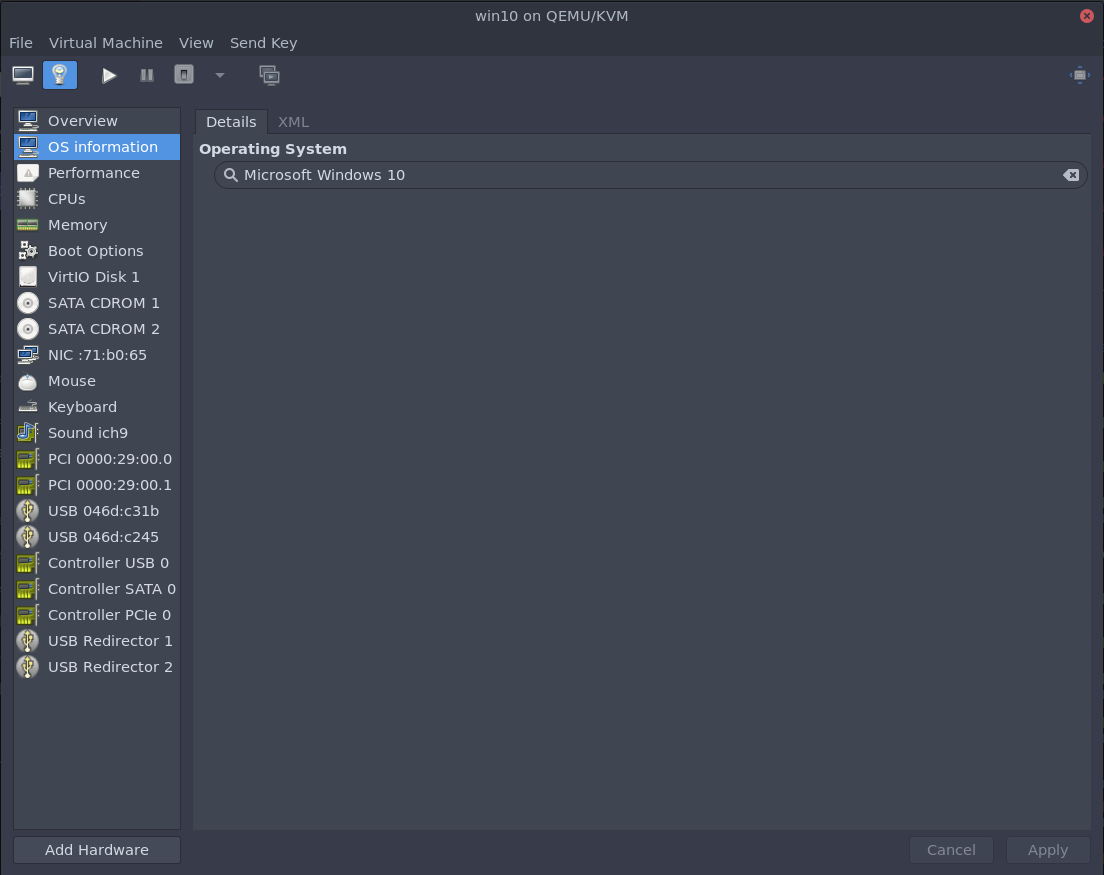 win10 on QEMU/KVM
File Virtual Machine View Send Key
Overview
OS information
Performance
CPUs
Memory
Boot Options
VirtIO Disk 1
SATA CDROM 1
SATA CDROM 2
NIC :71:b0:65
Mouse
Keyboard
Sound ich9
PCI 0000:29:00.0
PCI 0000:29:00.1
USB 046d:c31b
USB 046d:c245
Controller USB 0
Controller SATA 0
Controller PCIe 0
USB Redirector 1
USB Redirector 2
Add Hardware
Details XML
Operating System
Microsoft Windows 10
Cancel Apply